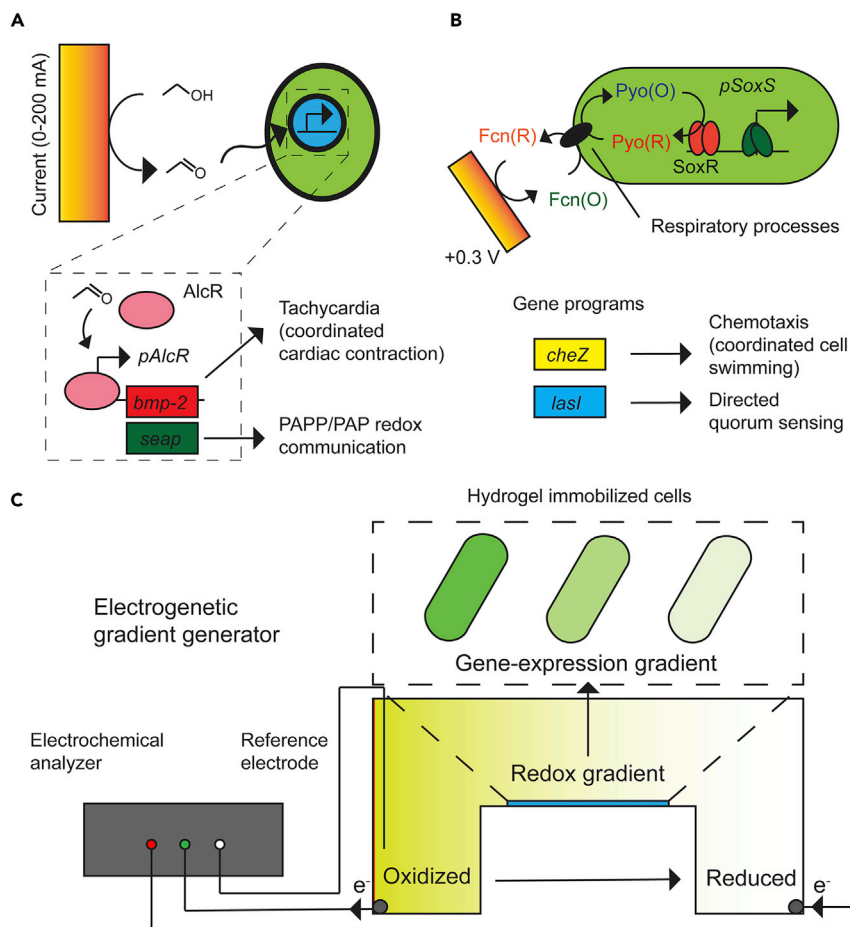 A
Current (0-200 mA)
OH
O
O
AlcR
pAlcR
bmp-2
seap
Tachycardia
(coordinated
cardiac contraction)
PAPP/PAP redox
communication
B
pSoxS
Pyo(O)
Fcn(R)
Pyo(R)
SoxR
Fcn(O)
Respiratory processes
+0.3 V
Gene programs
cheZ
Chemotaxis
(coordinated cell
swimming)
lasI
Directed
quorum sensing
C
Hydrogel immobilized cells
Electrogenetic
gradient generator
Gene-expression gradient
Electrochemical
analyzer
Reference
electrode
Redox gradient
Oxidized
Reduced
e-
e-